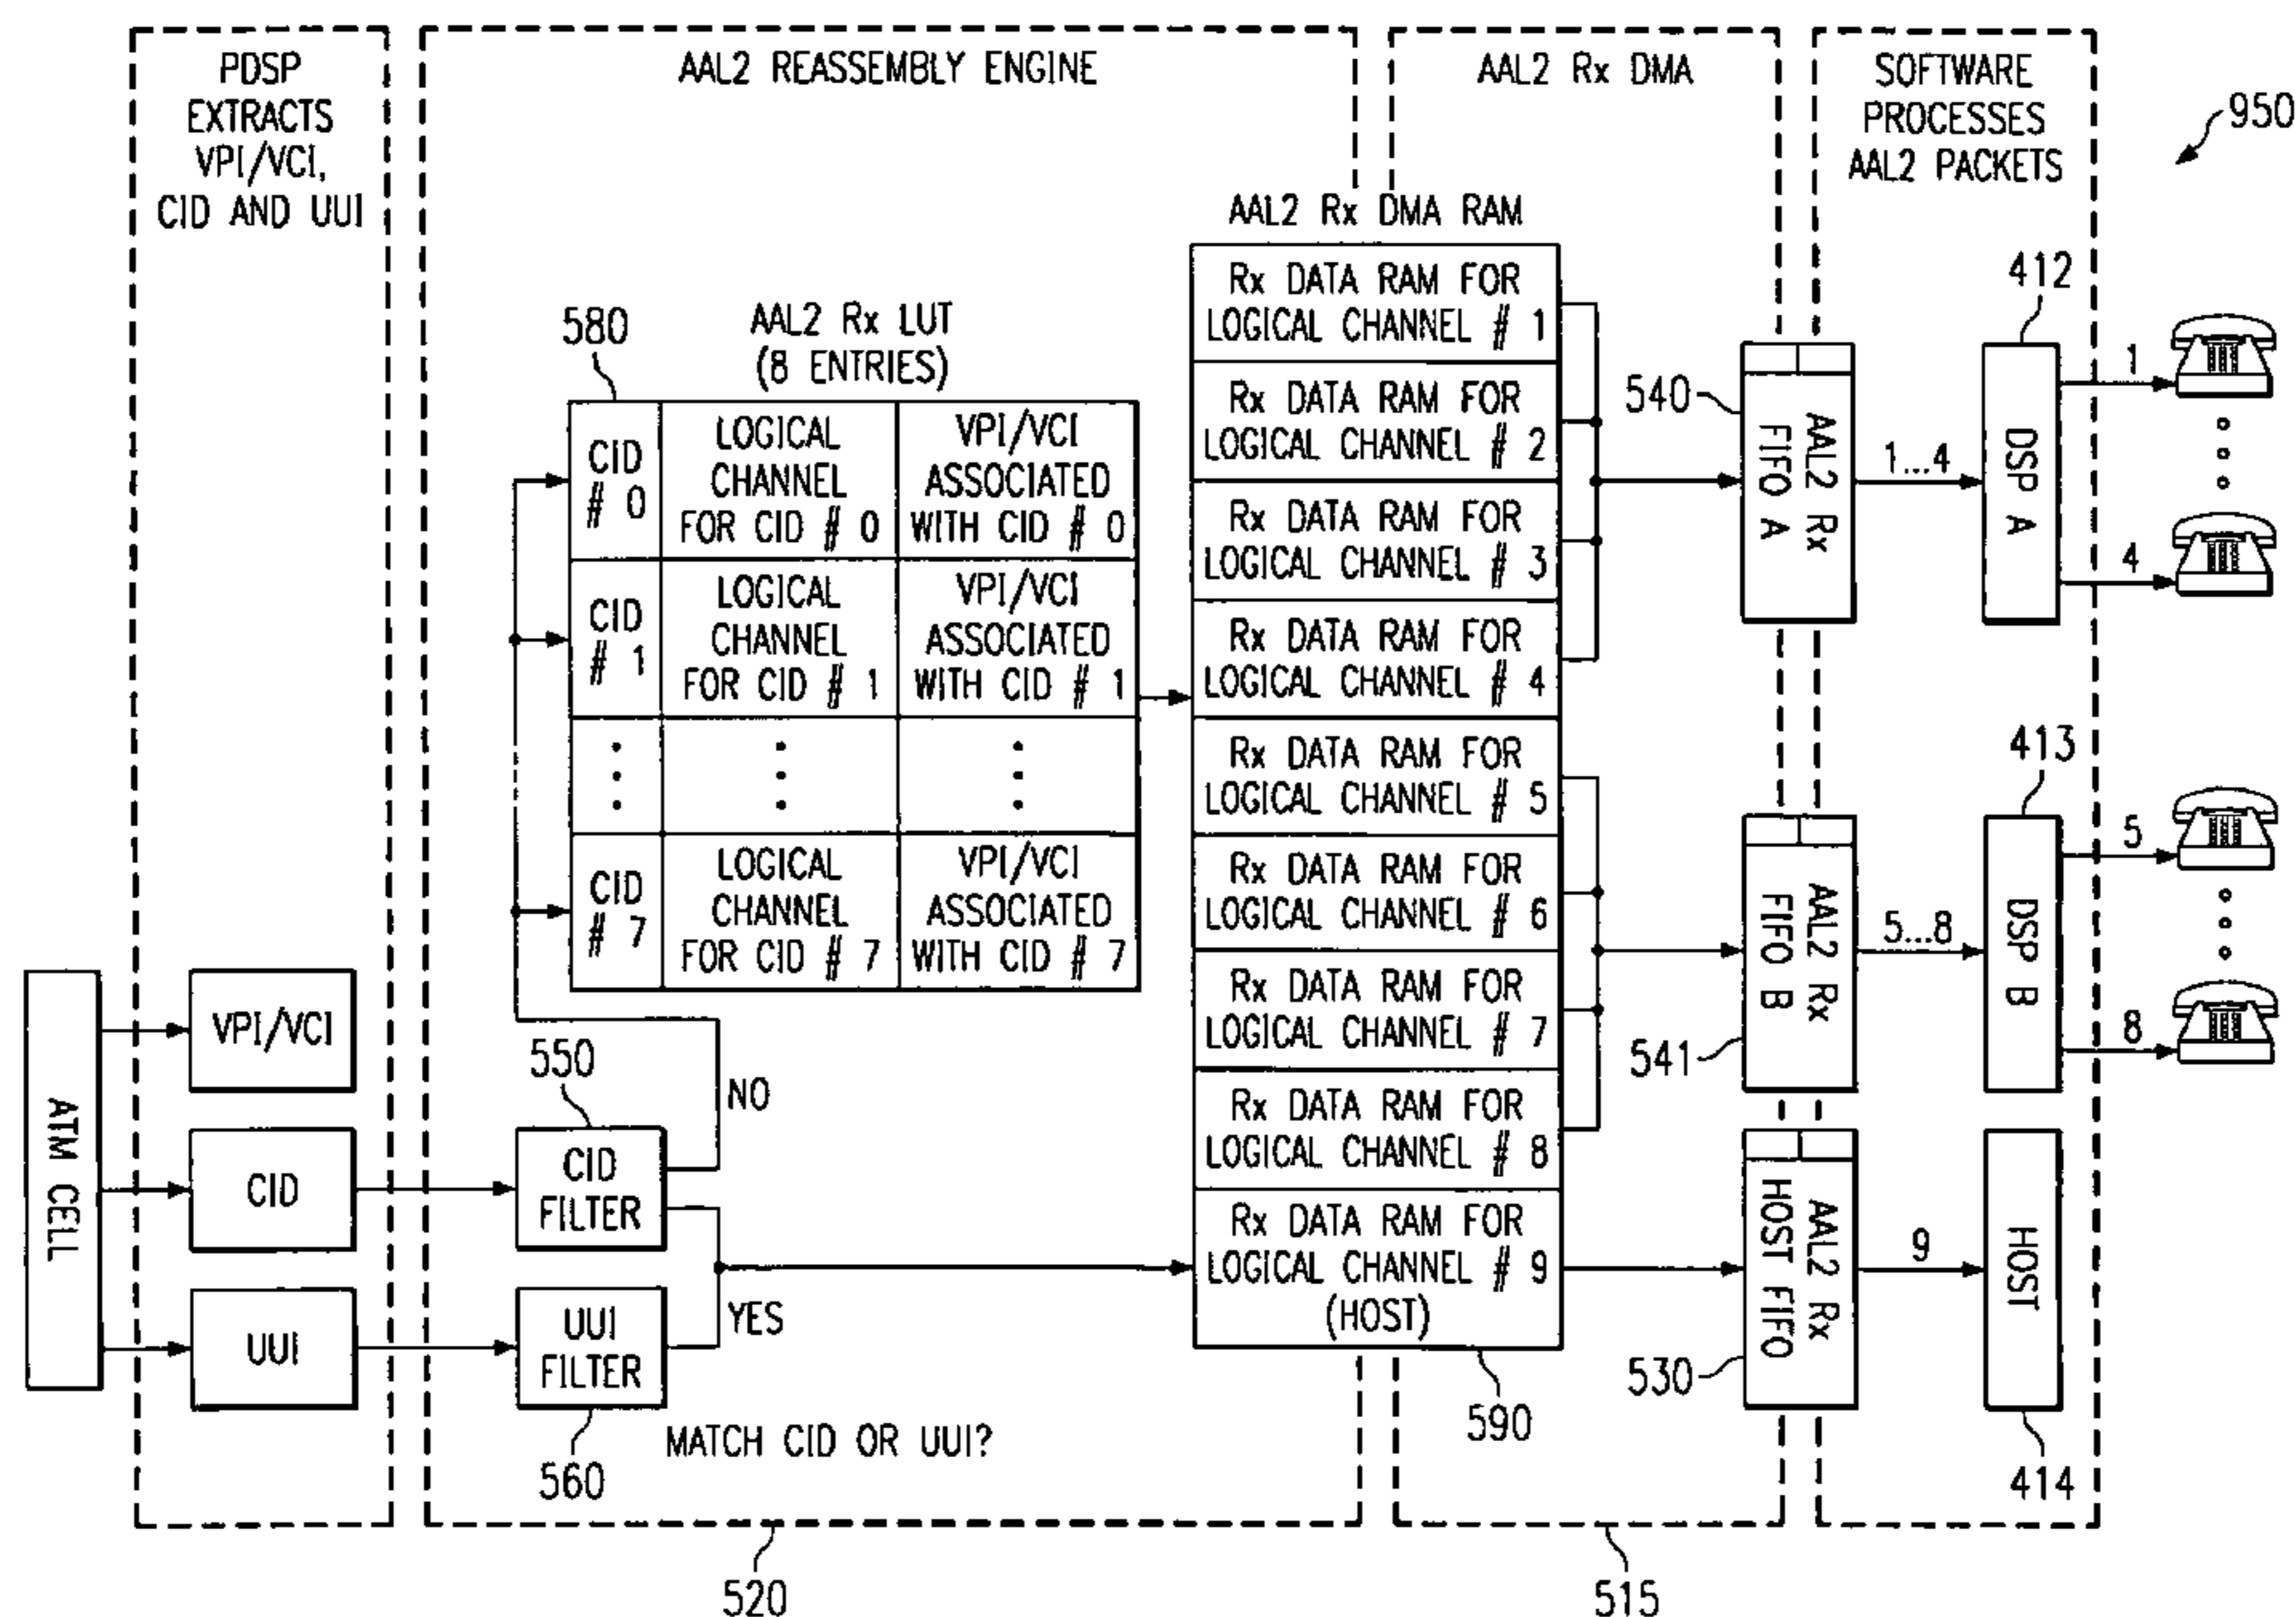 PDSP
EXTRACTS
VPI/VCI,
CID AND UUI
AAL2 REASSEMBLY ENGINE
AAL2 Rx DMA
SOFTWARE
PROCESSES
AAL2 PACKETS
950
AAL2 Rx DMA RAM
580
AAL2 Rx LUT
(8 ENTRIES)
CID
# 0
LOGICAL
CHANNEL
FOR CID # 0
VPI/VCI
ASSOCIATED
WITH CID # 0
CID
# 1
LOGICAL
CHANNEL
FOR CID # 1
VPI/VCI
ASSOCIATED
WITH CID # 1
CID
# 7
LOGICAL
CHANNEL
FOR CID # 7
VPI/VCI
ASSOCIATED
WITH CID # 7
Rx DATA RAM FOR
LOGICAL CHANNEL # 1
Rx DATA RAM FOR
LOGICAL CHANNEL # 2
Rx DATA RAM FOR
LOGICAL CHANNEL # 3
Rx DATA RAM FOR
LOGICAL CHANNEL # 4
Rx DATA RAM FOR
LOGICAL CHANNEL # 5
Rx DATA RAM FOR
LOGICAL CHANNEL # 6
Rx DATA RAM FOR
LOGICAL CHANNEL # 7
Rx DATA RAM FOR
LOGICAL CHANNEL # 8
Rx DATA RAM FOR
LOGICAL CHANNEL # 9
(HOST)
590
540
AAL2 Rx
FIFO A
1...4
412
DSP A
1
4
541
AAL2 Rx
FIFO B
5...8
413
DSP B
5
8
530
AAL2 Rx
HOST FIFO
9
HOST
414
ATM CELL
VPI/VCI
CID
UUI
550
CID
FILTER
NO
UUI
FILTER
YES
560
MATCH CID OR UUI?
520
515